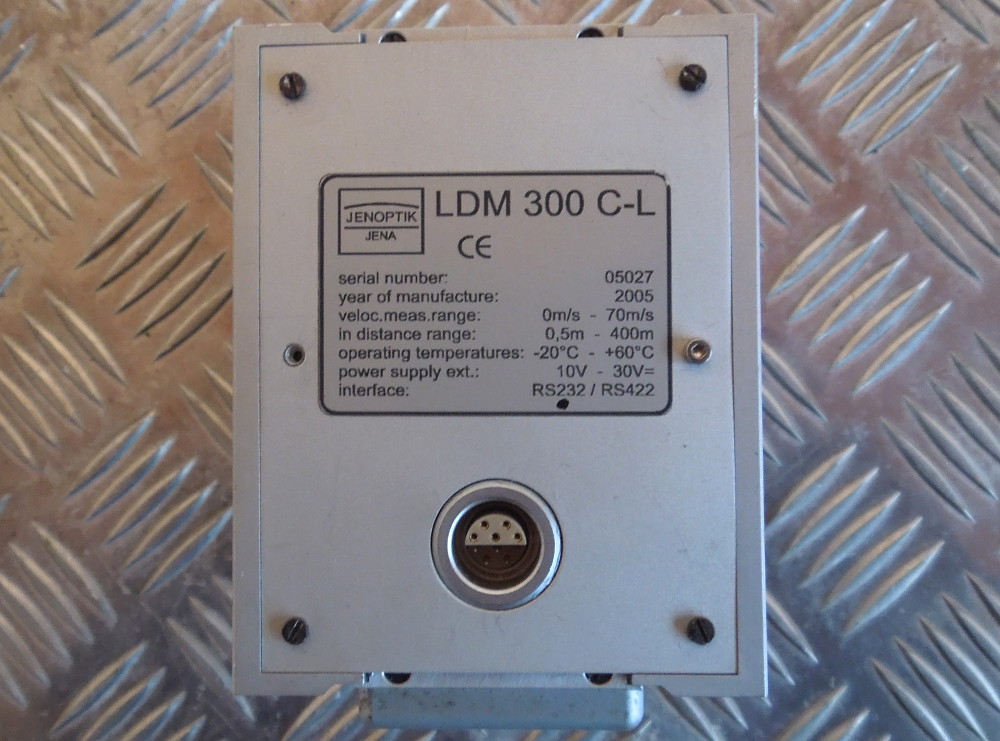 JENOPTIK
JENA
LDM 300 C-L
CE
serial number: 05027
year of manufacture: 2005
veloc.meas.range: 0m/s - 70m/s
in distance range: 0,5m - 400m
operating temperatures: -20°C - +60°C
power supply ext.: 10V - 30V=
interface: RS232 / RS422